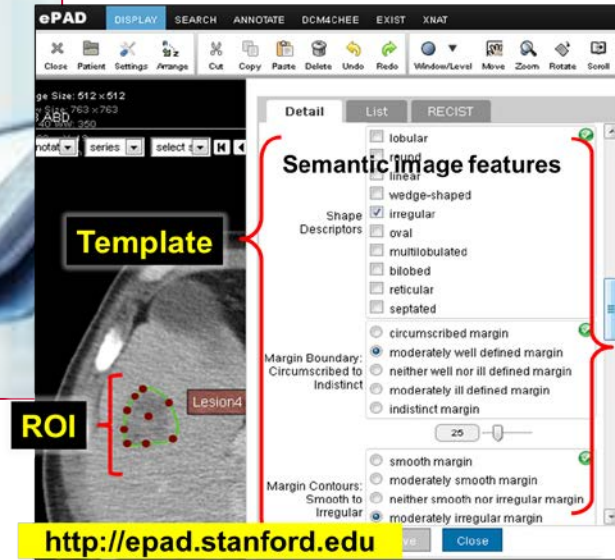 ePAD DISPLAY SEARCH ANNOTATE DCM4CHEE EXIST XNAT
Close Patient Settings Arrange Cut Copy Paste Delete Undo Redo Window/Level Move Zoom Rotate Scroll
ge Size: 512 x 512
Size: 763 x 763
ABD
40 WW: 350
series select s
Detail List RECIST
Semantic image features
Template
ROI
Lesion4
Shape Descriptors
lobular
round
linear
wedge-shaped
irregular
oval
multilobulated
bilobed
reticular
septated
Margin Boundary:
Circumscribed to
Indistinct
circumscribed margin
moderately well defined margin
neither well nor ill defined margin
moderately ill defined margin
indistinct margin
25
Margin Contours:
Smooth to
Irregular
smooth margin
moderately smooth margin
neither smooth nor irregular margin
moderately irregular margin
Close
http://epad.stanford.edu